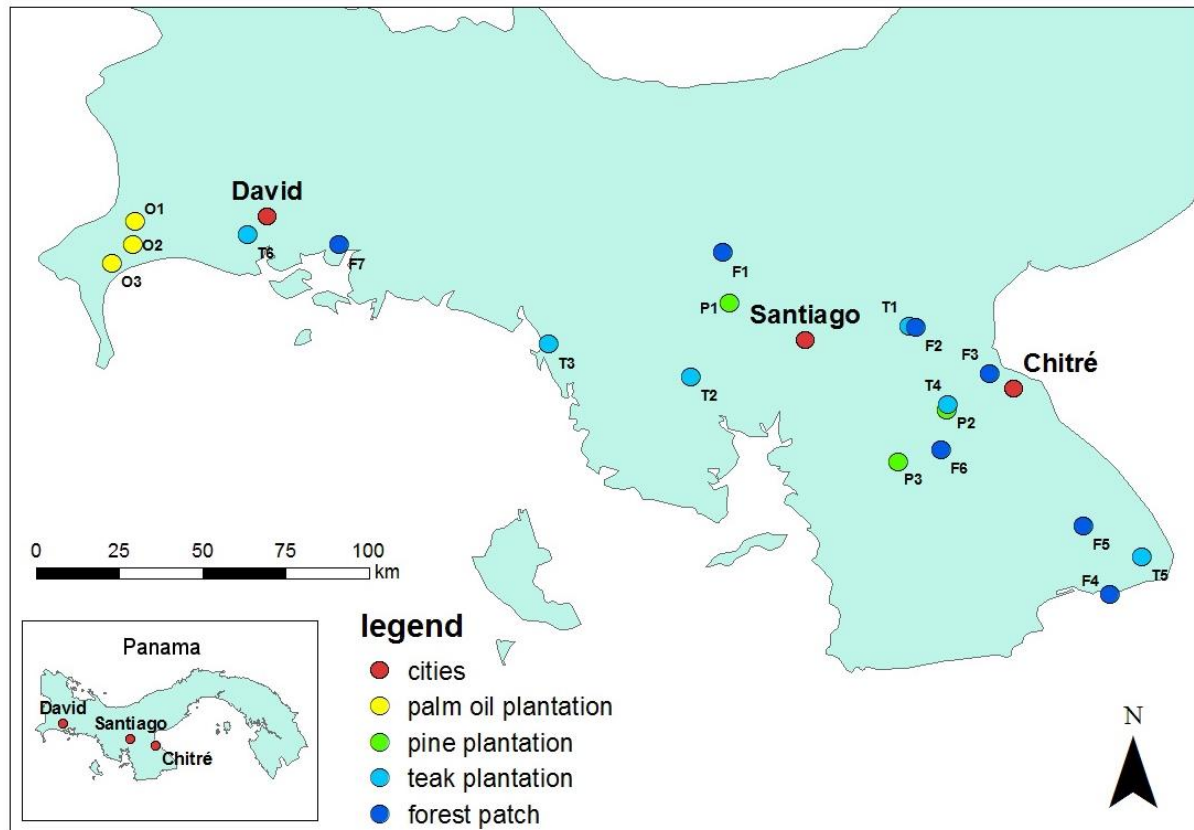 David
O1
O2
O3
T6
F7
F1
P1
Santiago
T1
F2
F3
Chitré
T3
T2
T4
P2
F6
P3
F5
T5
F4
0 25 50 75 100
km
legend
cities
palm oil plantation
pine plantation
teak plantation
forest patch
Panama
David
Santiago
Chitré
N